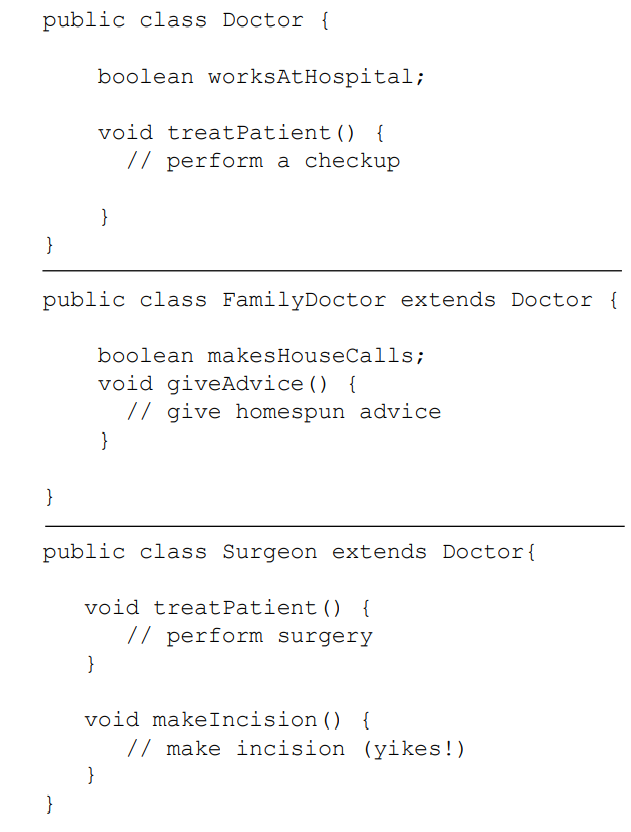 public class Doctor {
boolean worksAtHospital;
void treatPatient() {
// perform a checkup
}
}
public class FamilyDoctor extends Doctor {
boolean makesHouseCalls;
void giveAdvice() {
// give homespun advice
}
}
public class Surgeon extends Doctor{
void treatPatient() {
// perform surgery
}
void makeIncision() {
// make incision (yikes!)
}
}